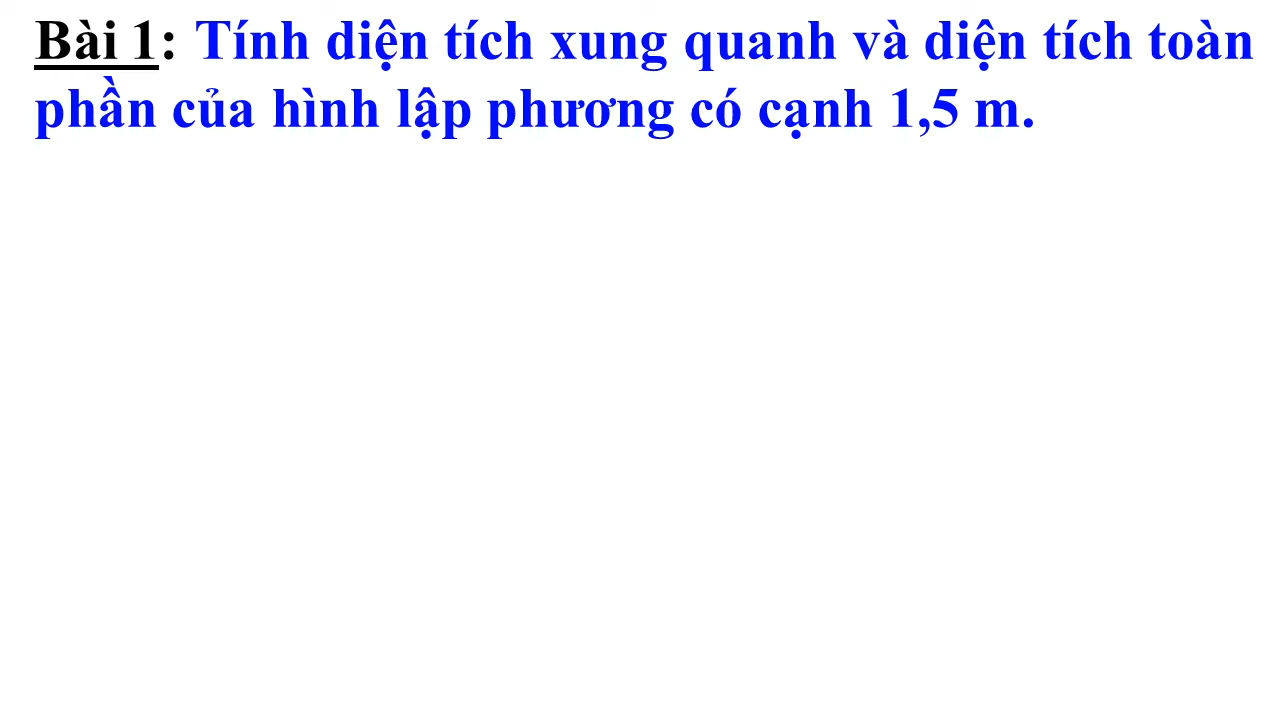 Bài 1: Tính diện tích xung quanh và diện tích toàn
phần của hình lập phương có cạnh 1,5 m.